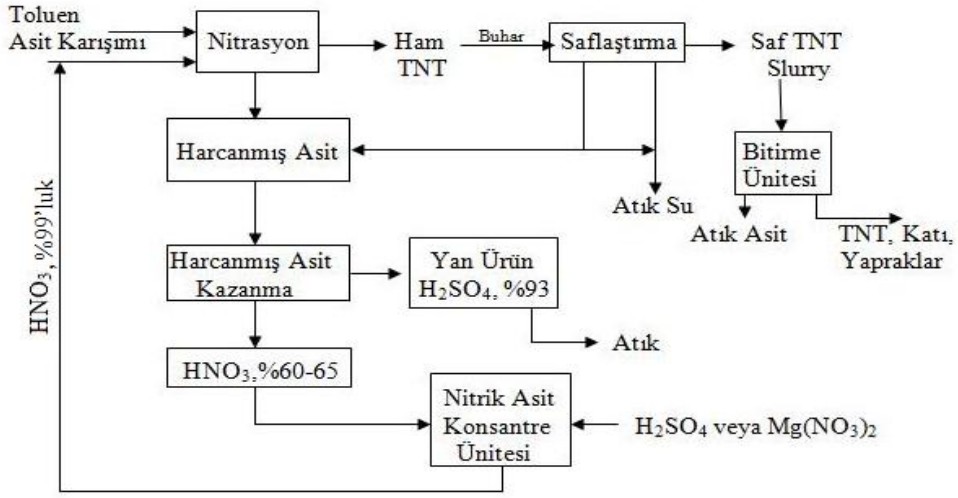 Toluen
Asit Karışımı
Nitrasyon
Ham
TNT
Buhar
Saflaştırma
Saf TNT
Slurry
Harcanmış Asit
Bitirme
Ünitesi
Atık Su
Atık Asit
TNT, Katı,
Yapraklar
HNO₃, %99'luk
Harcanmış Asit
Kazanma
Yan Ürün
H₂SO₄, %93
Atık
HNO₃,%60-65
Nitrik Asit
Konsantre
Ünitesi
H₂SO₄ veya Mg(NO₃)₂